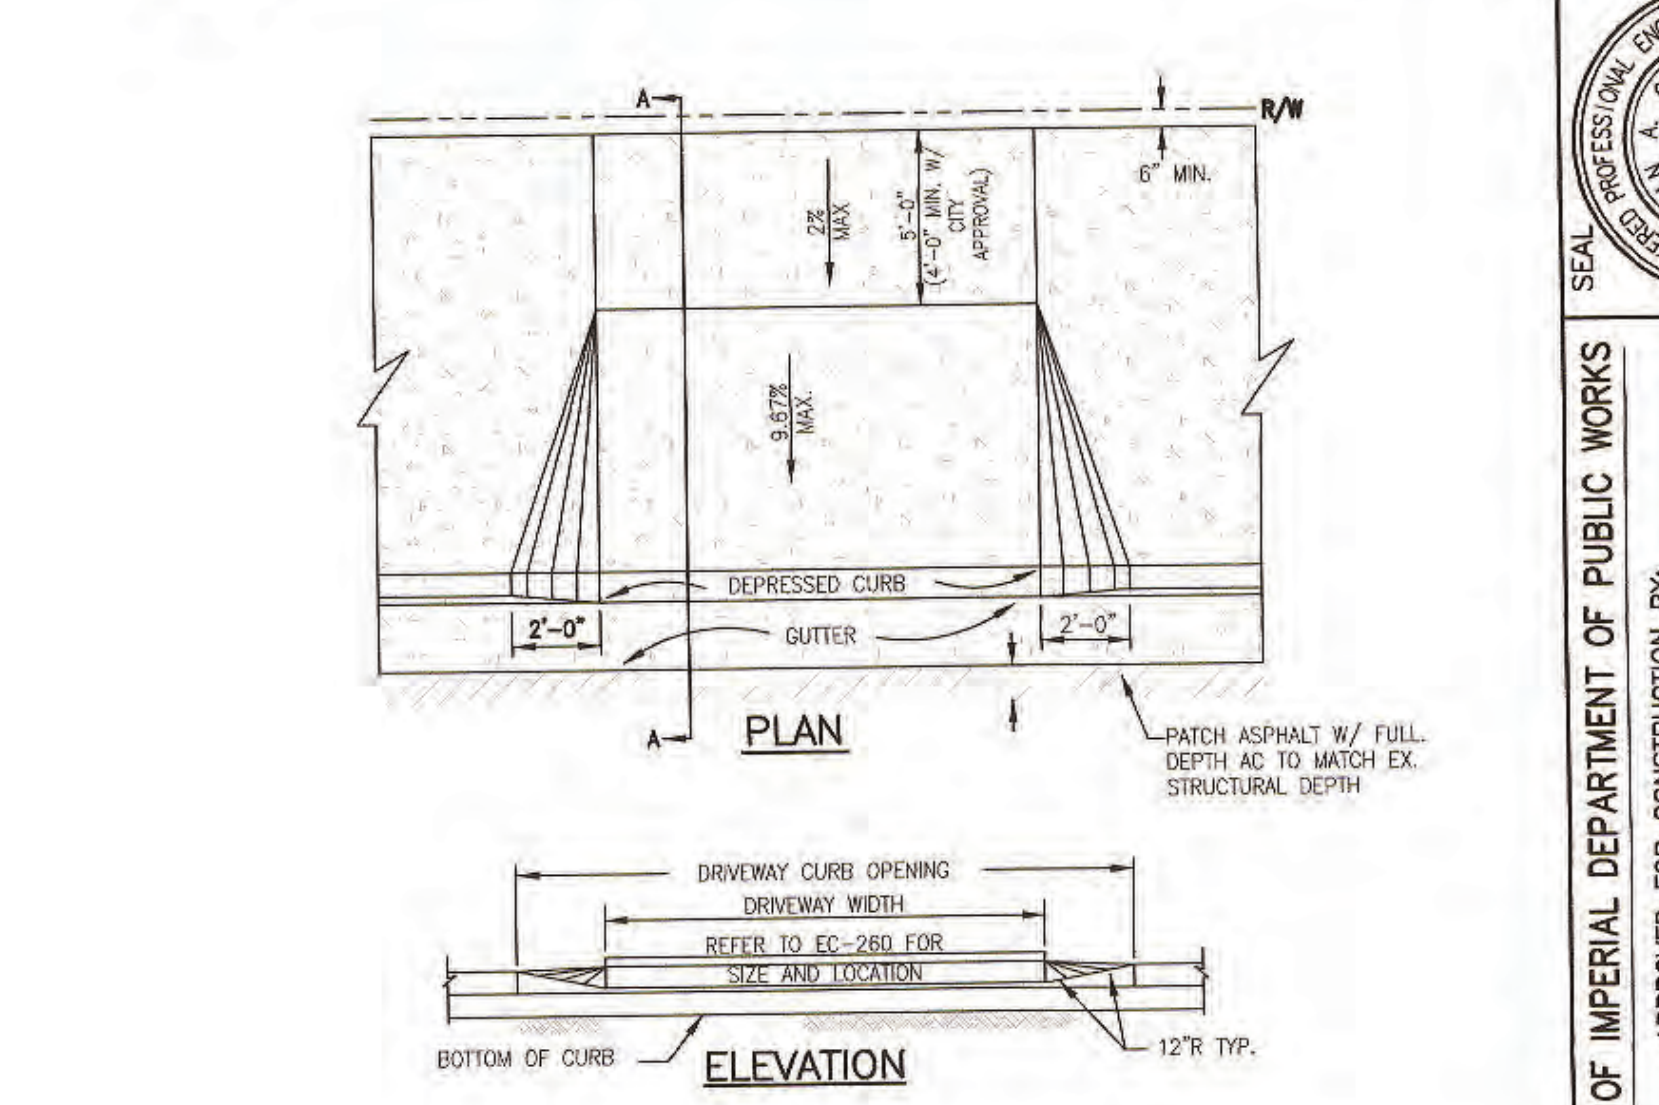 A
R/W
6" MIN.
2%
MAX
5'-0"
(4'-0" MIN. W/
CITY
APPROVAL)
9.67%
MAX.
DEPRESSED CURB
2'-0"
GUTTER
2'-0"
A
PLAN
PATCH ASPHALT W/ FULL.
DEPTH AC TO MATCH EX.
STRUCTURAL DEPTH
DRIVEWAY CURB OPENING
DRIVEWAY WIDTH
REFER TO EC-26D FOR
SIZE AND LOCATION
BOTTOM OF CURB
12"R TYP.
ELEVATION
SEAL
PROFESSIONAL
OF IMPERIAL DEPARTMENT OF PUBLIC WORKS